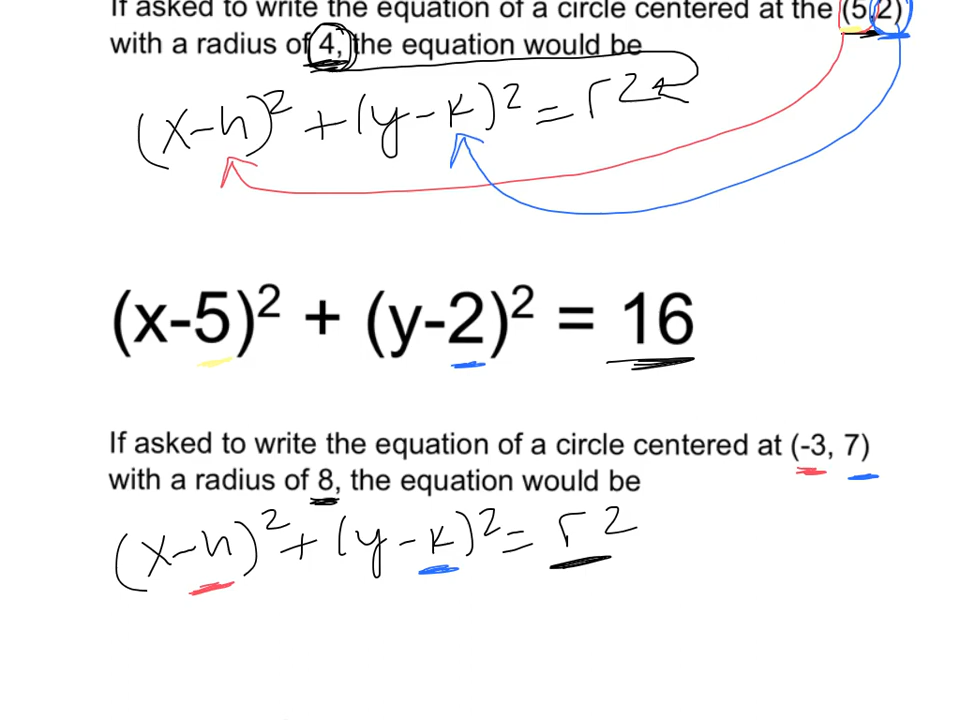 If asked to write the equation of a circle centered at the (5,2)
with a radius of 4, the equation would be
(x-h)² + (y-k)² = r2
(x-5)² + (y-2)² = 16
If asked to write the equation of a circle centered at (-3, 7)
with a radius of 8, the equation would be
(x-h)² + (y-k)² = r2